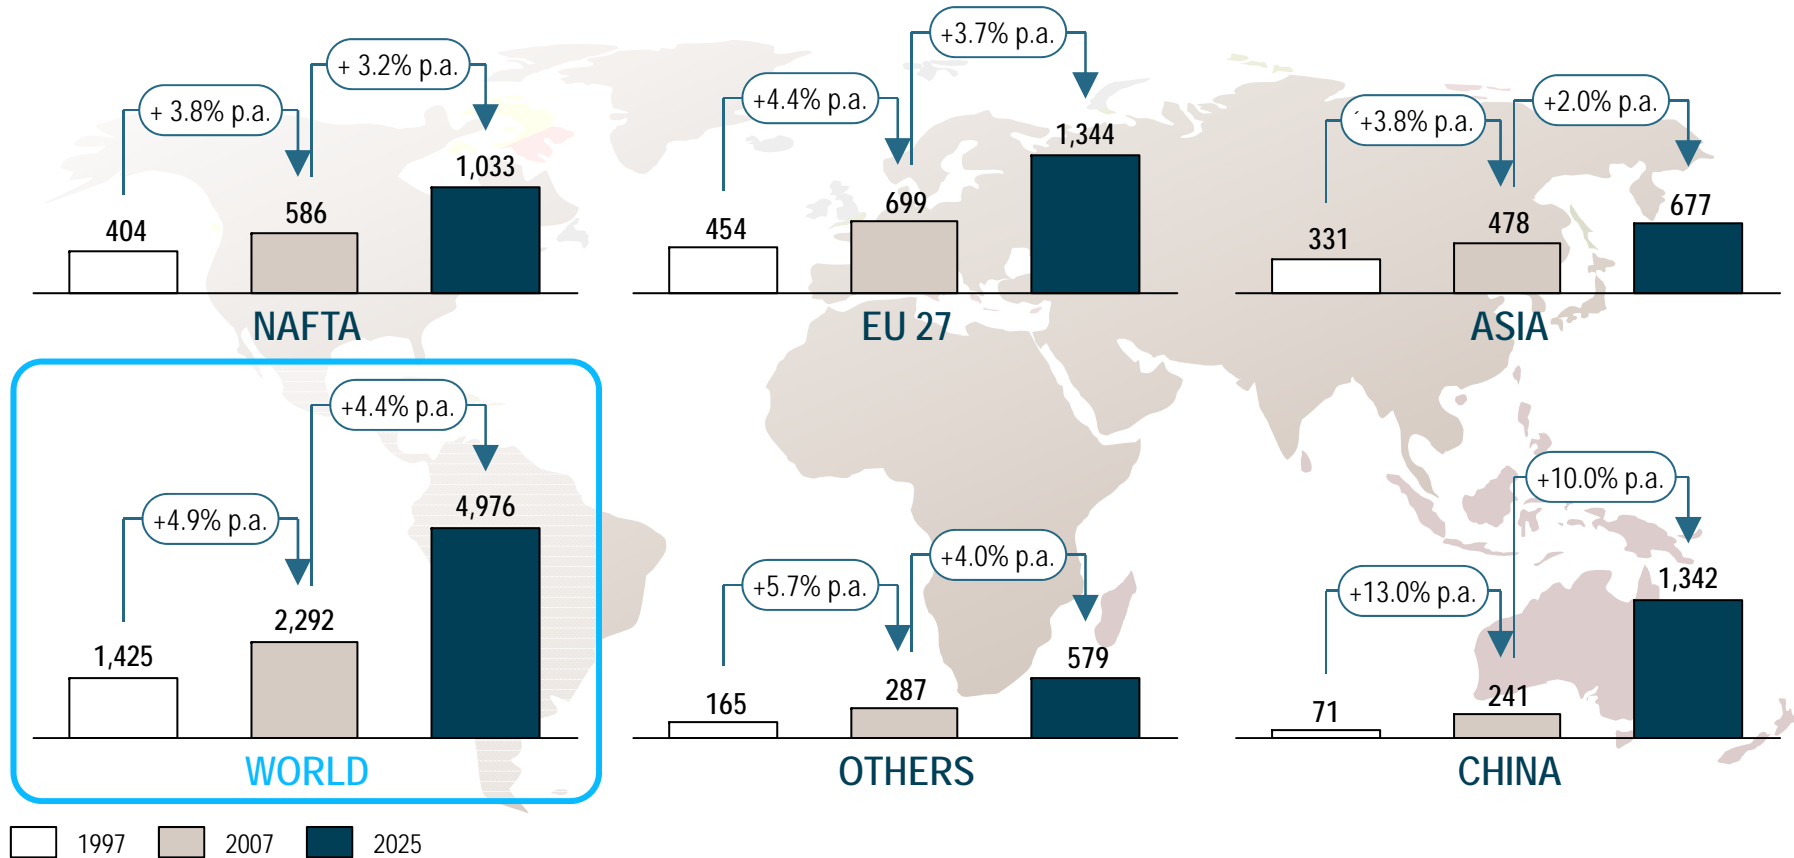 + 3.8% p.a.
+ 3.2% p.a.
404
586
1,033
NAFTA
+4.4% p.a.
+3.7% p.a.
454
699
1,344
EU 27
´+3.8% p.a.
+2.0% p.a.
331
478
677
ASIA
+4.9% p.a.
+4.4% p.a.
1,425
2,292
4,976
WORLD
+5.7% p.a.
+4.0% p.a.
165
287
579
OTHERS
+13.0% p.a.
+10.0% p.a.
71
241
1,342
CHINA
1997 2007 2025